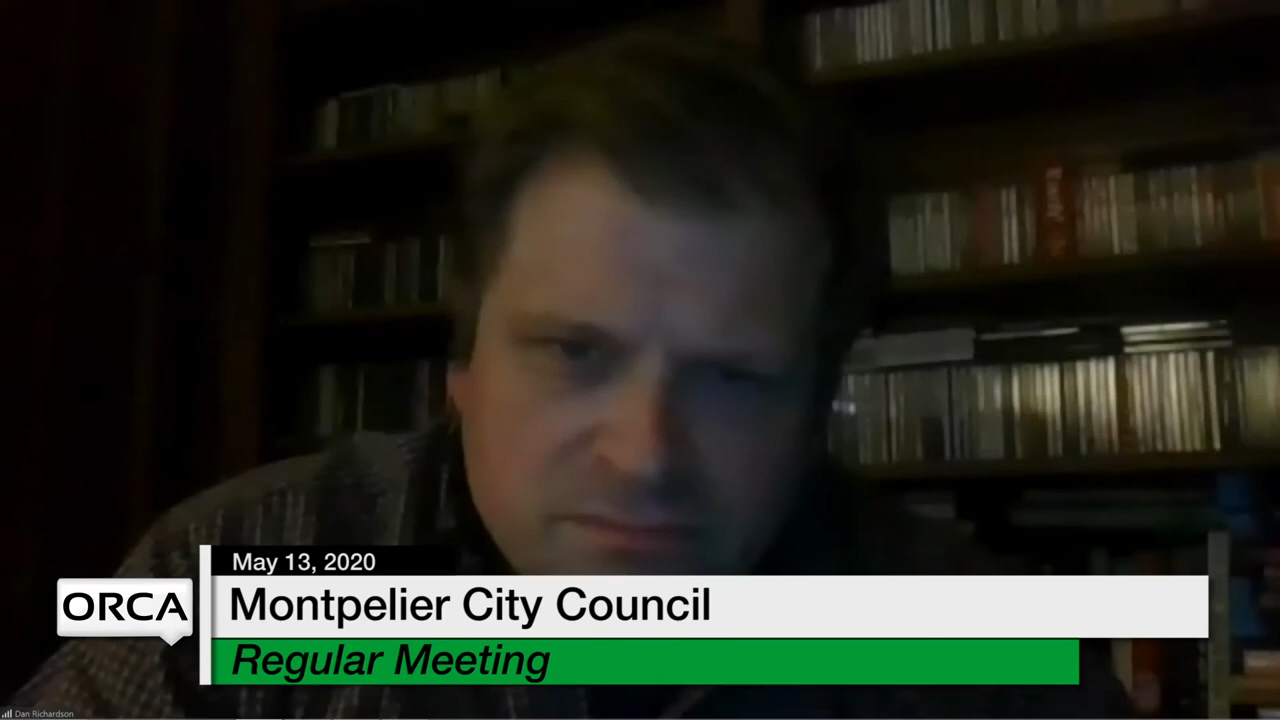 May 13, 2020
ORCA
Montpelier City Council
Regular Meeting
Dan Richardson